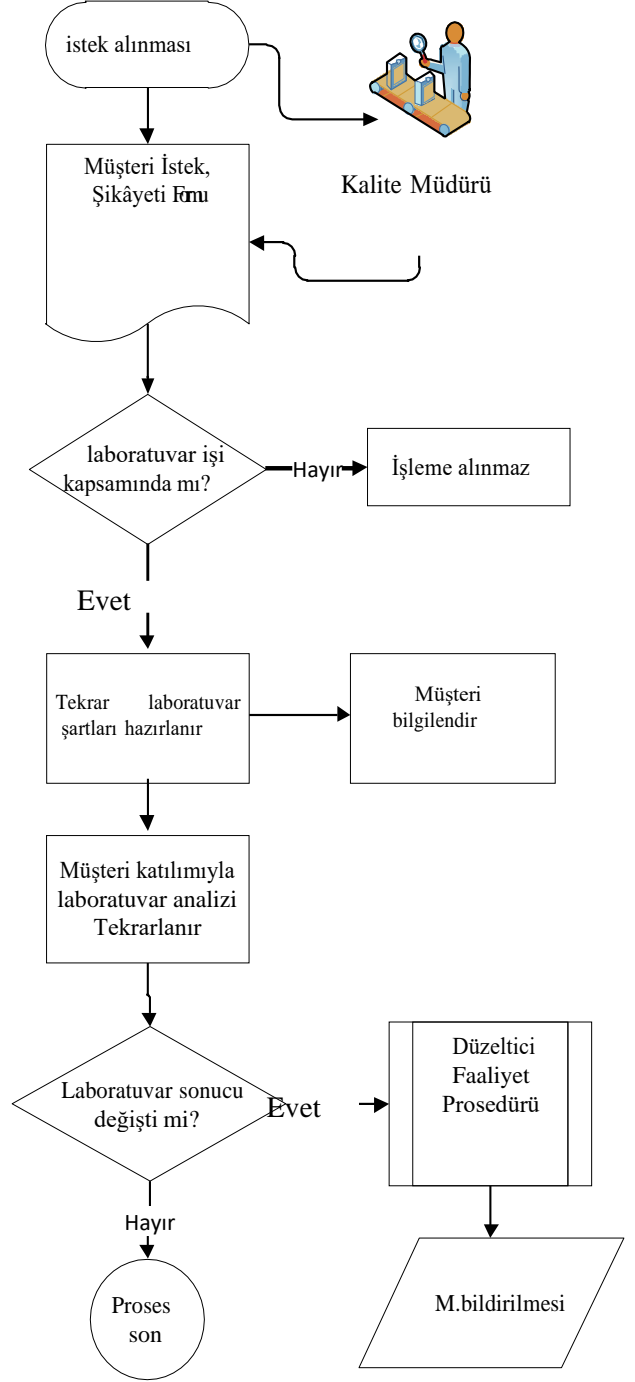 istek alınması
Müşteri İstek,
Şikâyeti Formu
Kalite Müdürü
laboratuvar işi
kapsamında mı?
Hayır
İşleme alınmaz
Evet
Tekrar laboratuvar
şartları hazırlanır
Müşteri
bilgilendir
Müşteri katılımıyla
laboratuvar analizi
Tekrarlanır
Laboratuvar sonucu
değişti mi?
Evet
Düzeltici
Faaliyet
Prosedürü
Hayır
Proses
son
M.bildirilmesi